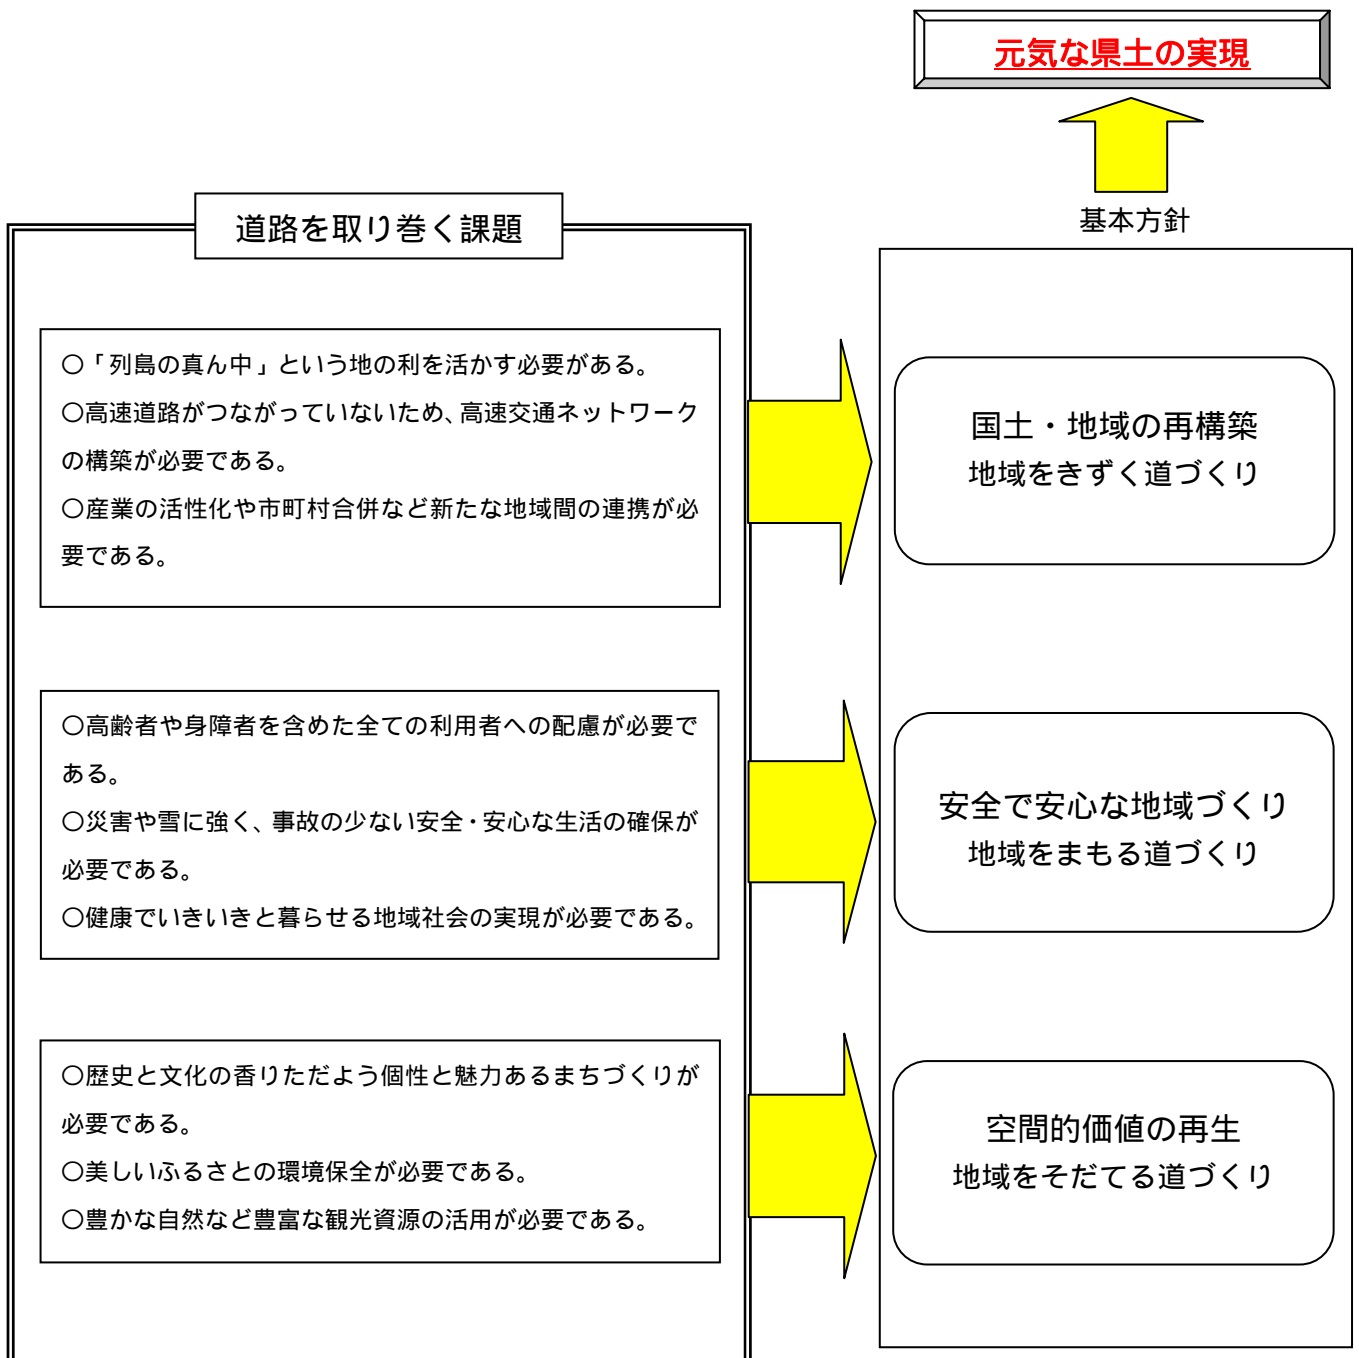 元気な県土の実現
基本方針
道路を取り巻く課題
○「列島の真ん中」という地の利を活かす必要がある。
○高速道路がつながっていないため、高速交通ネットワーク
の構築が必要である。
○産業の活性化や市町村合併など新たな地域間の連携が必
要である。
国土・地域の再構築
地域をきずく道づくり
○高齢者や身障者を含めた全ての利用者への配慮が必要で
ある。
○災害や雪に強く、事故の少ない安全・安心な生活の確保が
必要である。
○健康でいきいきと暮らせる地域社会の実現が必要である。
安全で安心な地域づくり
地域をまもる道づくり
○歴史と文化の香りただよう個性と魅力あるまちづくりが
必要である。
○美しいふるさとの環境保全が必要である。
○豊かな自然など豊富な観光資源の活用が必要である。
空間的価値の再生
地域をそだてる道づくり